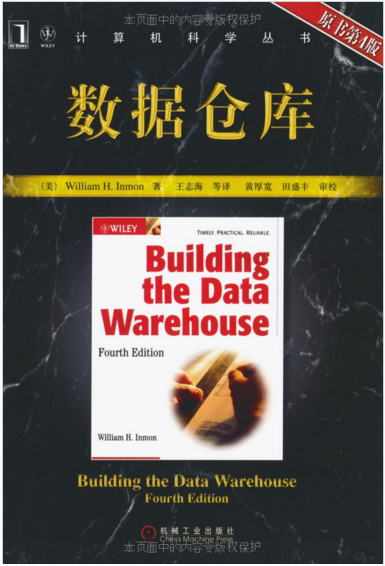 本页面中的内容受版权保护
WILEY
计算机科学丛书
原书第4版
数据仓库
(美) William H. Inmon 著 王志海 等译 黄厚宽 田盛丰 审校
WILEY
TIMELY. PRACTICAL. RELIABLE.
Building
the Data
Warehouse
Fourth Edition
William H. Inmon
Building the Data Warehouse
Fourth Edition
机械工业出版社
China Machine Press
本页面中的内容受版权保护